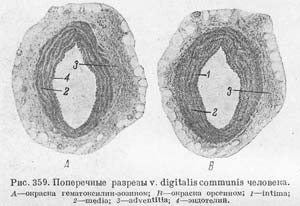 3
4
2
А
1
2
3
Б
Рис. 359. Поперечные разрезы v. digitalis communis человека.
А—окраска гематоксилин-эозином; Б—окраска орсеином; 1—intima;
2—media; 3—adventitia; 4—эндотелий.